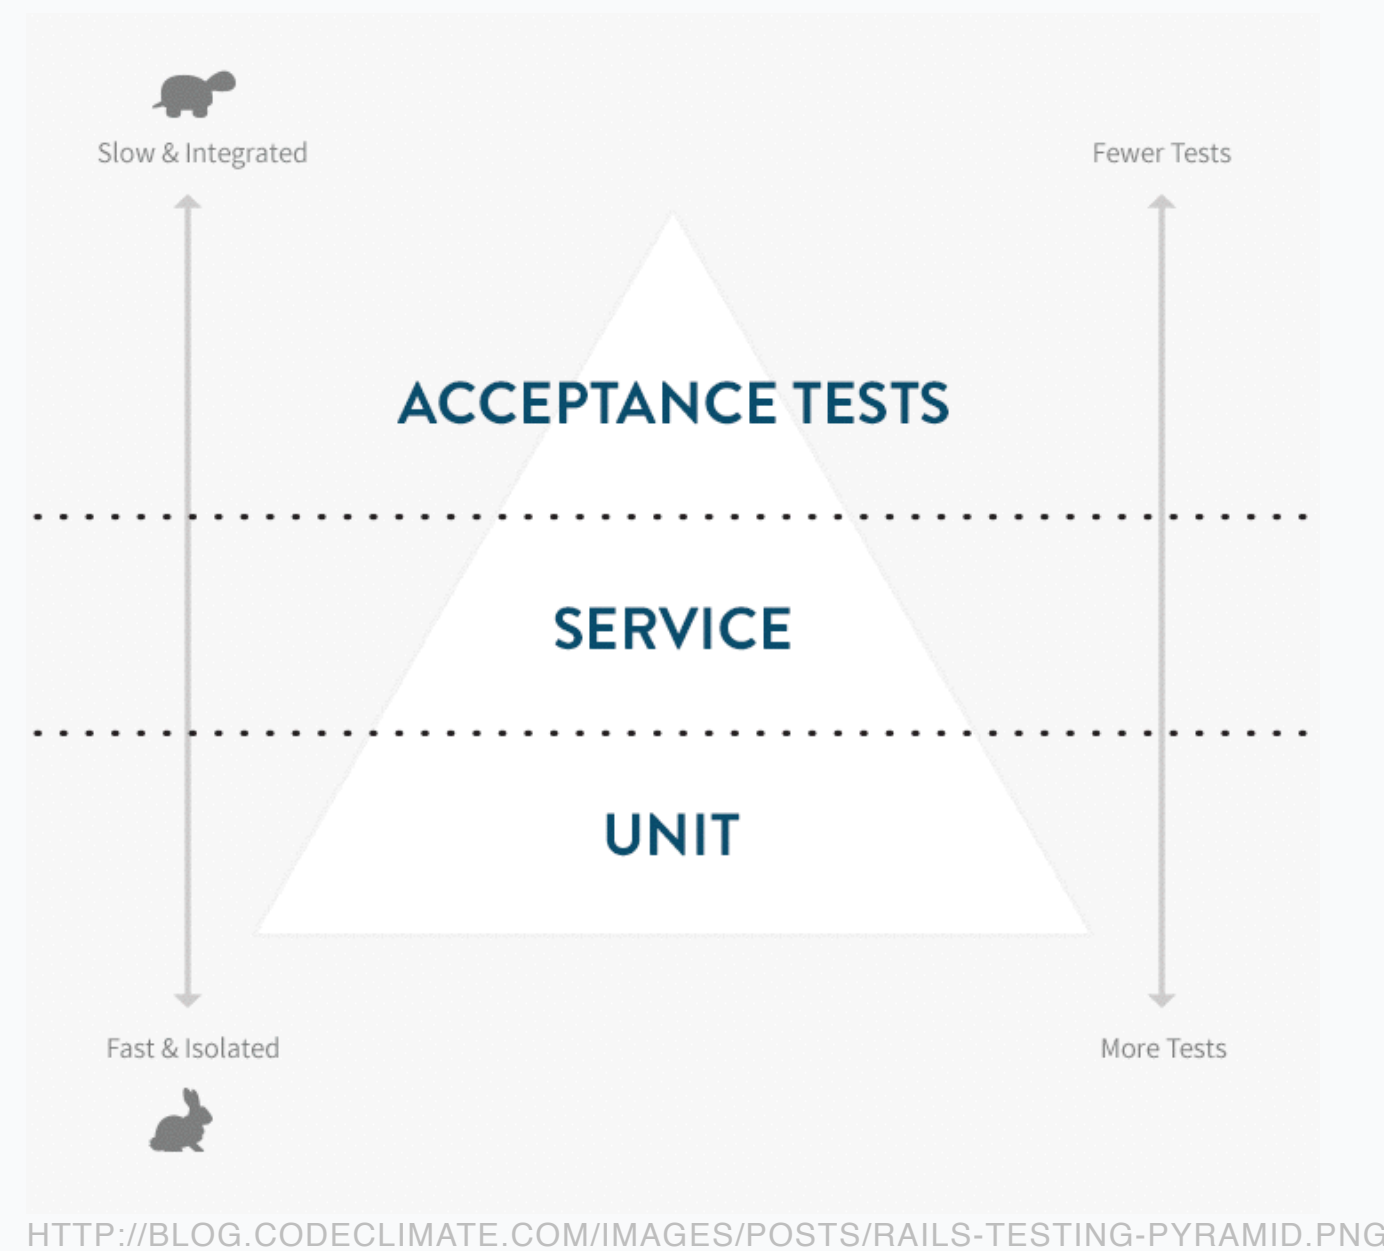 Slow & Integrated
Fewer Tests
ACCEPTANCE TESTS
SERVICE
UNIT
Fast & Isolated
More Tests
HTTP://BLOG.CODECLIMATE.COM/IMAGES/POSTS/RAILS-TESTING-PYRAMID.PNG